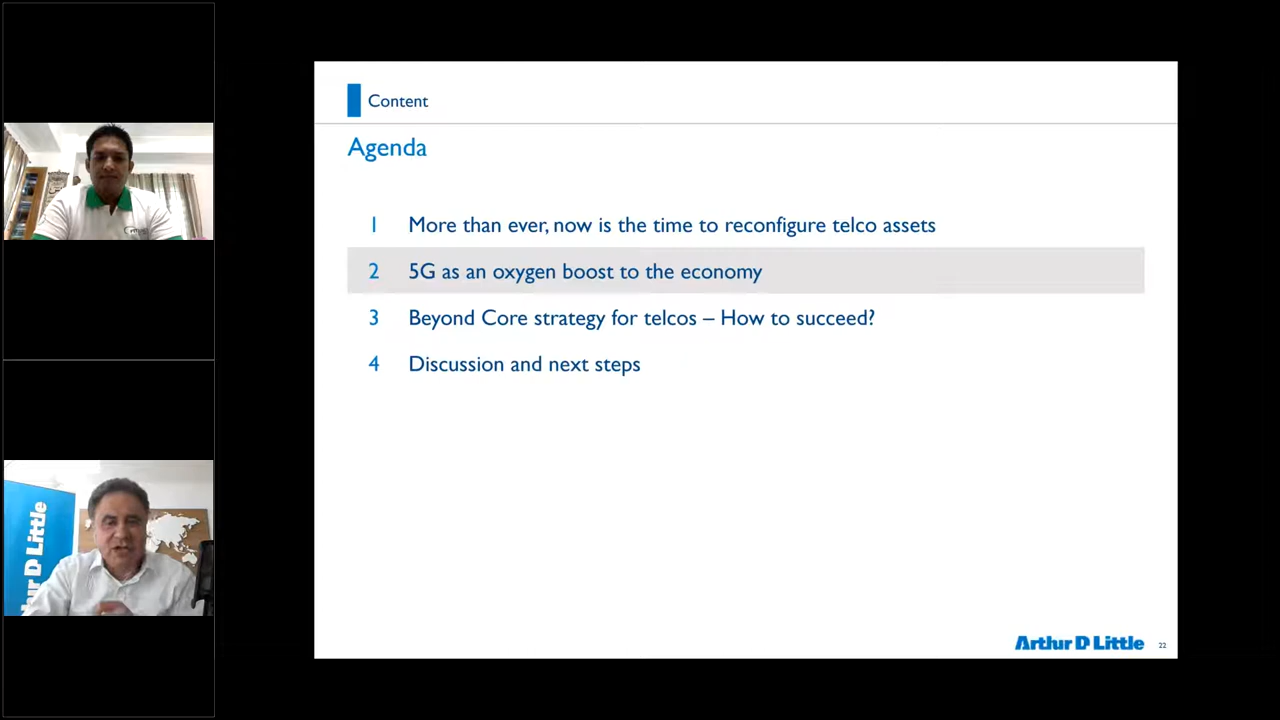 Content
Agenda
1 More than ever, now is the time to reconfigure telco assets
2 5G as an oxygen boost to the economy
3 Beyond Core strategy for telcos – How to succeed?
4 Discussion and next steps
Arthur D Little 22
ur D Little